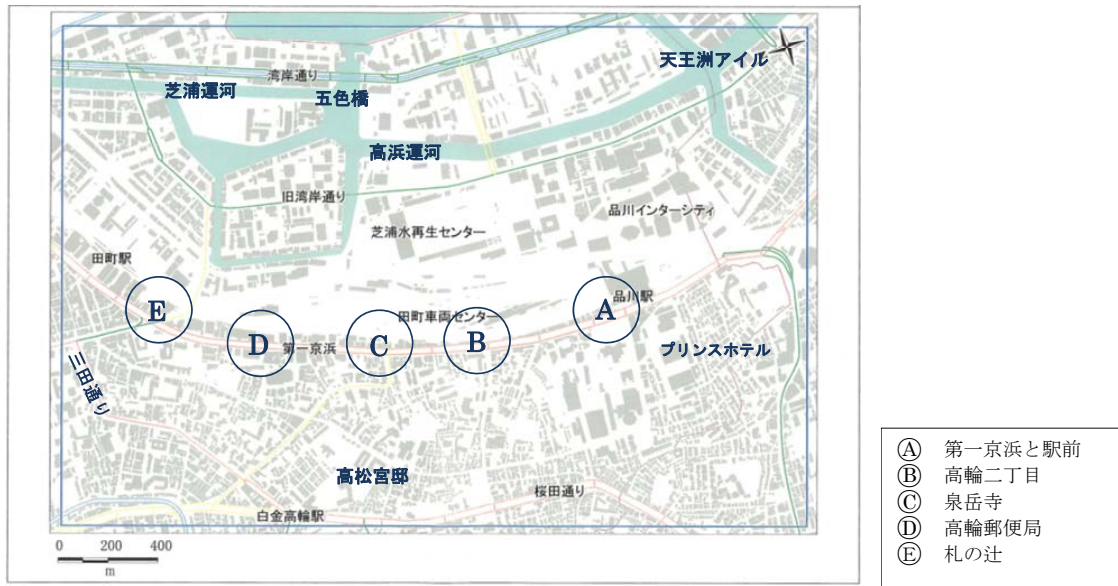 天王洲アイル
湾岸通り
芝浦運河
五色橋
高浜運河
旧湾岸通り
品川インターシティ
芝浦水再生センター
田町駅
品川駅
E
A
田町車両センター
D
第一京浜
C
B
プリンスホテル
三田通り
高松宮邸
桜田通り
白金高輪駅
0 200 400
m
Ⓐ 第一京浜と駅前
Ⓑ 高輪二丁目
Ⓒ 泉岳寺
Ⓓ 高輪郵便局
Ⓔ 札の辻